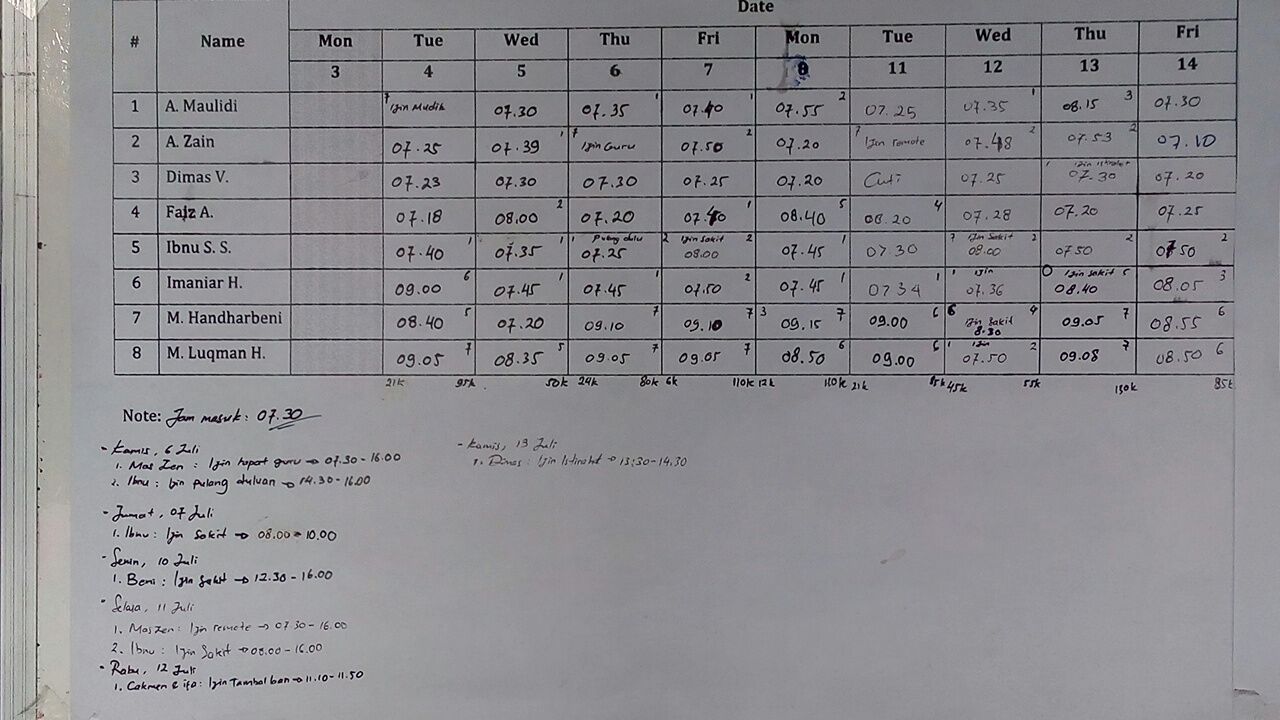 Date
# Name Mon Tue Wed Thu Fri Mon Tue Wed Thu Fri
3 4 5 6 7 11 12 13 14
1 A. Maulidi 7 Izin Mudik 07.30 07.35 1 07.40 1 07.55 2 07.25 07.35 1 08.15 3 07.30
2 A. Zain 07.25 07.39 1 7 Izin Guru 07.50 2 07.20 7 Izin remote 07.48 2 07.53 2 07.10
3 Dimas V. 07.23 07.30 07.30 07.25 07.20 Cuti 07.25 1 izin istirahat 07.30 07.20
4 Faiz A. 07.18 08.00 2 07.20 07.40 1 08.40 5 08.20 4 07.28 07.20 07.25
5 Ibnu S. S. 07.40 1 07.35 1 1 Pulang dulu 07.25 2 Izin sakit 08.00 2 07.45 1 07 30 7 Izin Sakit 08.00 2 07 50 2 07 50 2
6 Imaniar H. 09.00 6 07.45 1 07.45 1 07.50 2 07.45 1 07 34 1 1 izin 07.36 0 Izin sakit 08.40 5 08.05 3
7 M. Handharbeni 08.40 5 07.20 09.10 7 09.10 7 3 09.15 7 09.00 6 6 Izin Sakit 8.30 4 09.05 7 08.55 6
8 M. Luqman H. 09.05 7 08.35 5 09.05 7 09.05 7 08.50 6 09.00 6 1 Izin 07.50 2 09.08 7 08.50 6
21k 95k 50k 24k 80k 6k 110k 12k 110k 21k 85k 45k 55k 130k 85k
Note: Jam masuk: 07.30
- Kamis, 6 Juli
1. Mas Zen : Izin rapat guru → 07.30 - 16.00
2. Ibnu : Izin pulang duluan → 14.30 - 16.00
- Jumat, 07 Juli
1. Ibnu : Izin Sakit → 08.00 - 10.00
- Senin, 10 Juli
1. Beni : Izin Sakit → 12.30 - 16.00
- Selasa, 11 Juli
1. Mas Zen : Izin remote → 07.30 - 16.00
2. Ibnu : Izin Sakit → 08.00 - 16.00
- Rabu, 12 Juli
1. Cakmen & ifa : Izin Tambal ban → 11.10 - 11.50
- Kamis, 13 Juli
1. Dimas : Izin Istirahat → 13:30 - 14.30